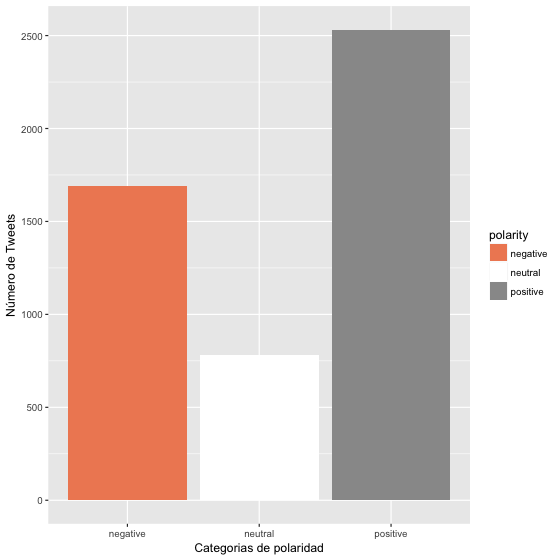 2500
2000
1500
1000
500
0
Número de Tweets
negative
neutral
positive
Categorias de polaridad
polarity
negative
neutral
positive